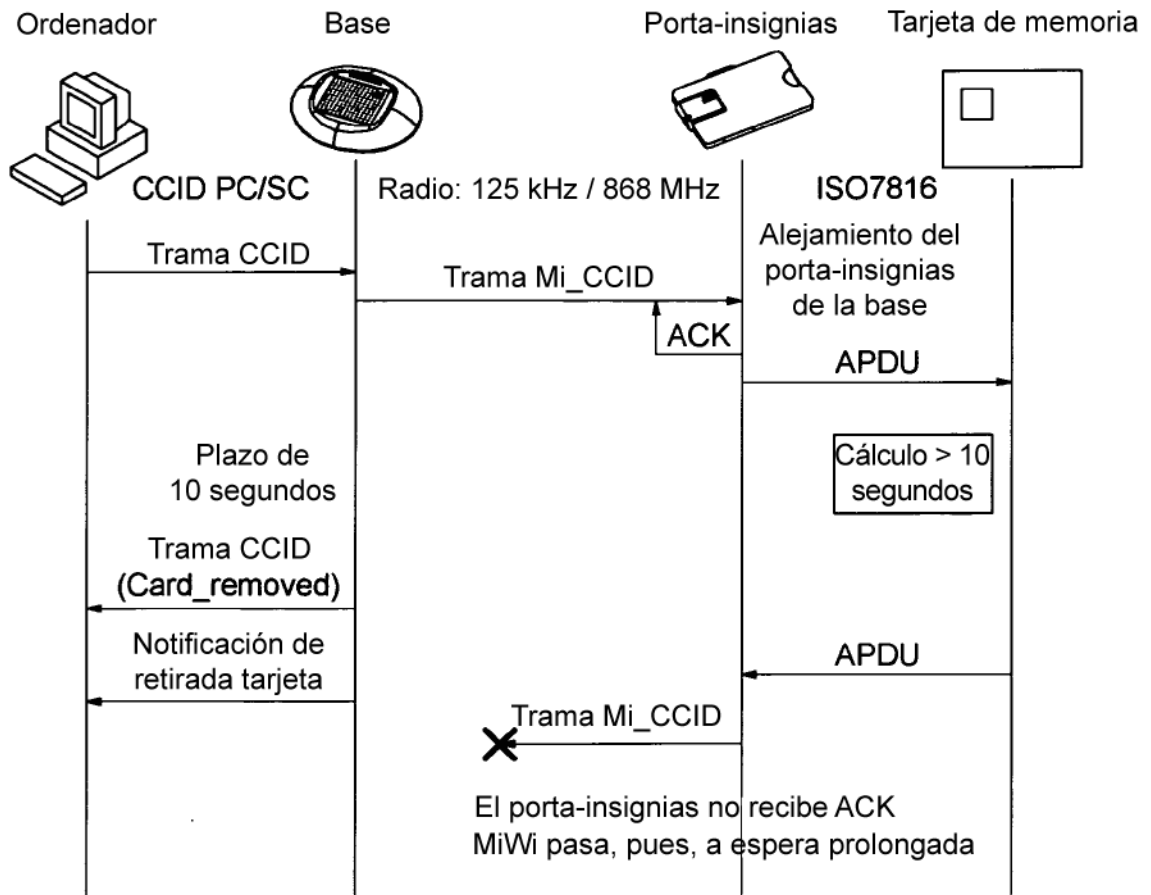 Ordenador
Base
Porta-insignias
Tarjeta de memoria
CCID PC/SC
Radio: 125 kHz / 868 MHz
ISO7816
Trama CCID
Trama Mi_CCID
Alejamiento del
porta-insignias
de la base
ACK
APDU
Plazo de
10 segundos
Cálculo > 10
segundos
Trama CCID
(Card_removed)
Notificación de
retirada tarjeta
APDU
Trama Mi_CCID
El porta-insignias no recibe ACK
MiWi pasa, pues, a espera prolongada